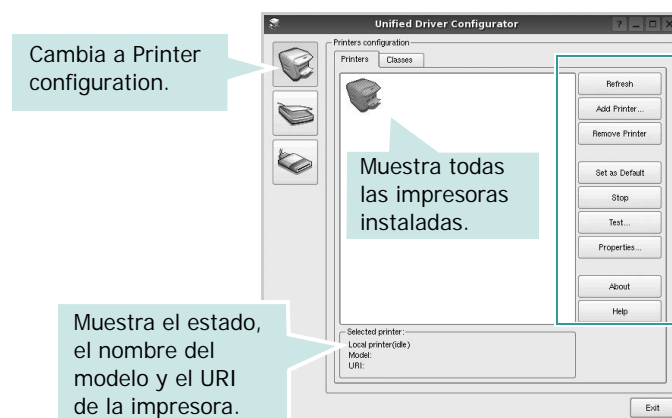 Unified Driver Configurator
Cambia a Printer
configuration.
Printers configuration
Printers
Classes
Refresh
Add Printer...
Remove Printer
Set as Default
Stop
Test...
Properties...
About
Help
Muestra todas
las impresoras
instaladas.
Muestra el estado,
el nombre del
modelo y el URI
de la impresora.
Selected printer:
Local printer(idle)
Model:
URI:
Exit